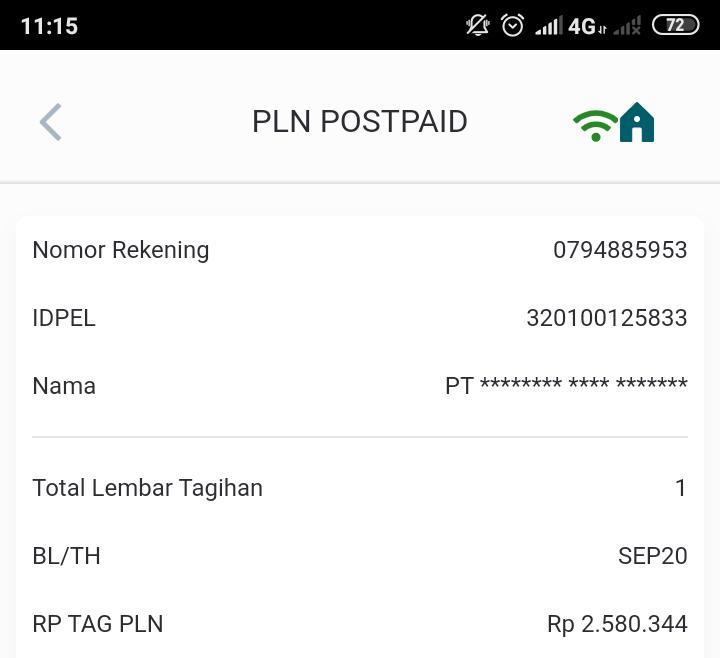 11:15 4G 72
PLN POSTPAID
Nomor Rekening 0794885953
IDPEL 320100125833
Nama PT ******** **** *******
Total Lembar Tagihan 1
BL/TH SEP20
RP TAG PLN Rp 2.580.344